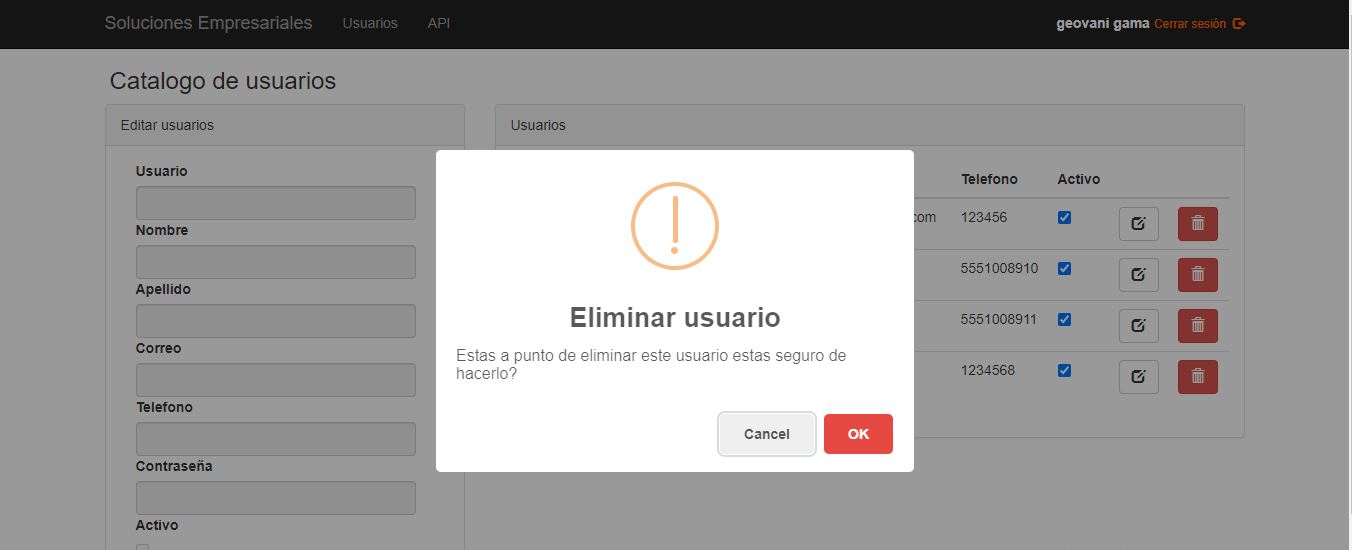 Soluciones Empresariales Usuarios API geovani gama Cerrar sesión
Catalogo de usuarios
Editar usuarios
Usuarios
Usuario
Nombre
Apellido
Correo
Telefono
Contraseña
Activo
Telefono Activo
com 123456
5551008910
5551008911
1234568
Eliminar usuario
Estas a punto de eliminar este usuario estas seguro de
hacerlo?
Cancel OK